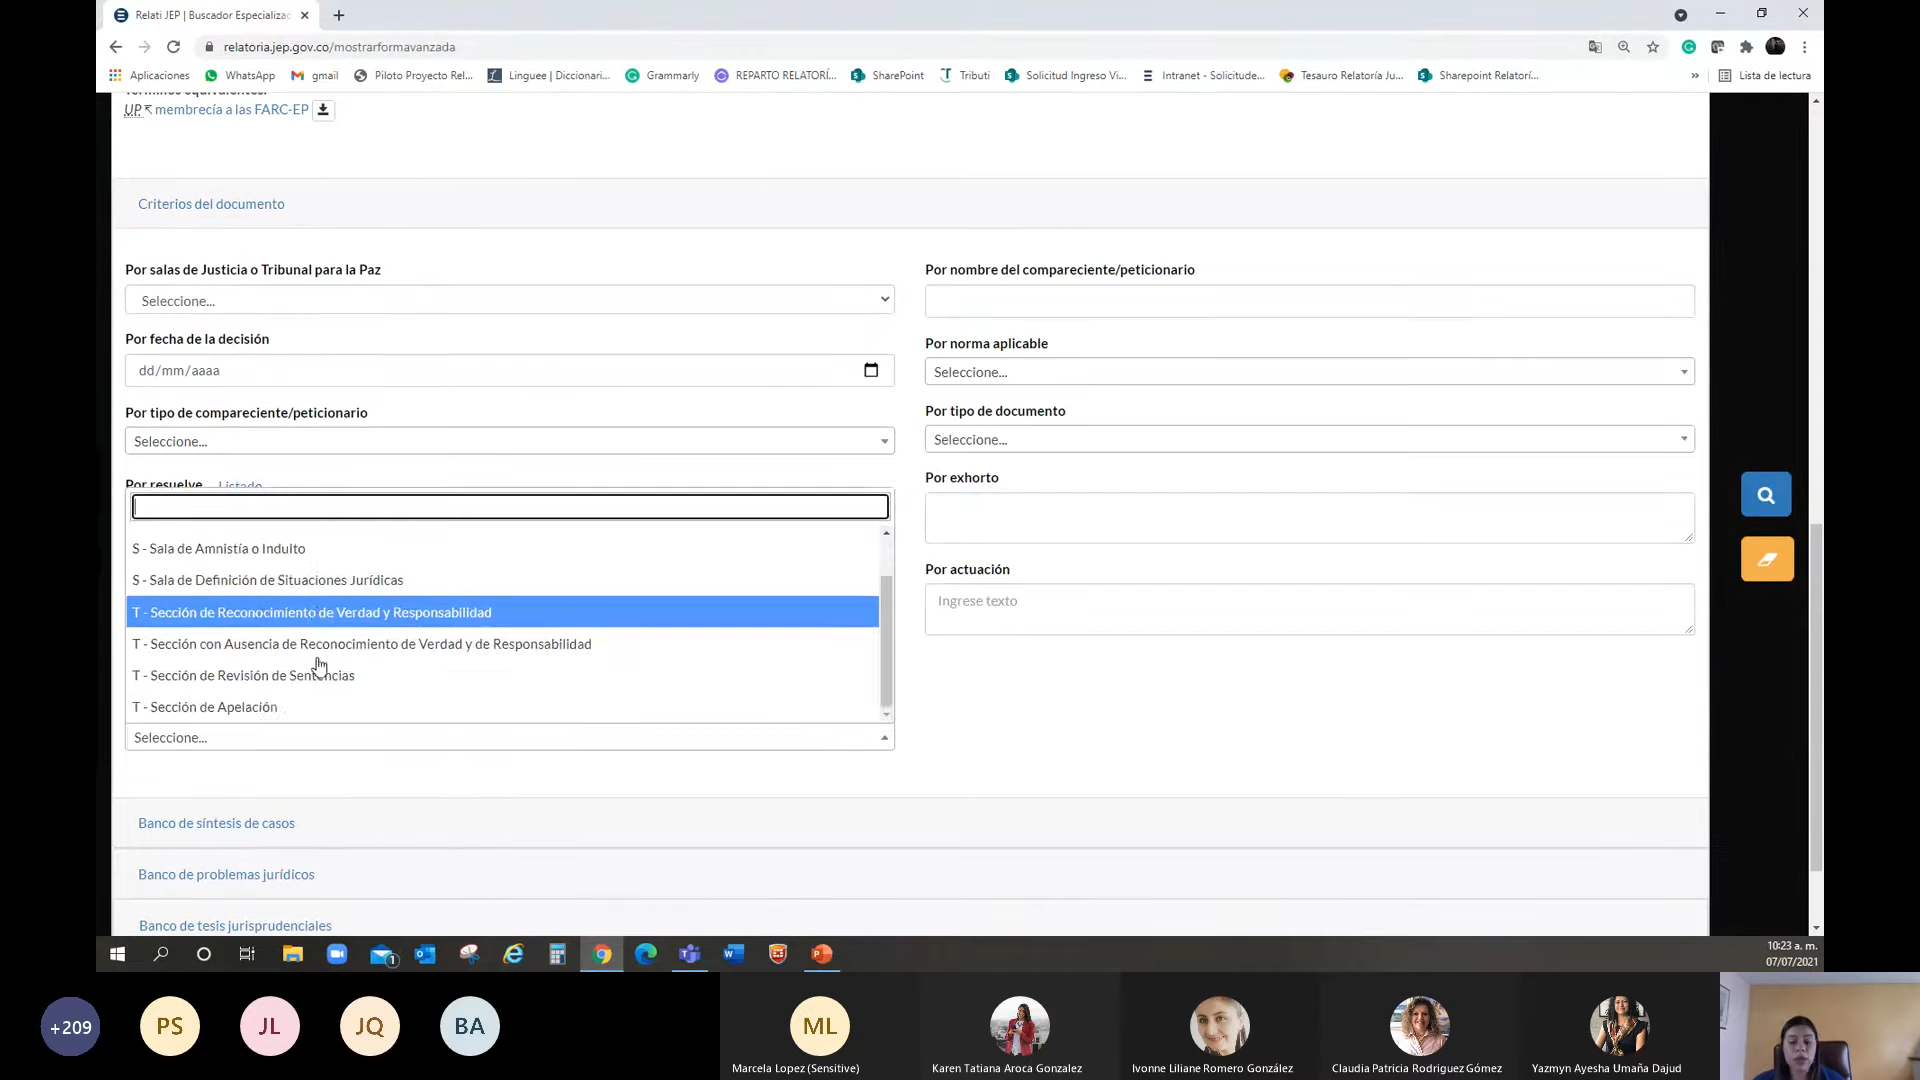 Relati JEP | Buscador Especializad
relatoria.jep.gov.co/mostrarformavanzada
Aplicaciones
WhatsApp
gmail
Piloto Proyecto Rel...
Linguee | Diccionari...
Grammarly
REPARTO RELATORÍ...
SharePoint
Tributi
Solicitud Ingreso Vi...
Intranet - Solicitude...
Tesauro Relatoría Ju...
Sharepoint Relatorí...
»
Lista de lectura
Términos equivalentes:
UP ↸ membrecía a las FARC-EP
Criterios del documento
Por salas de Justicia o Tribunal para la Paz
Seleccione...
Por nombre del compareciente/peticionario
Por fecha de la decisión
dd/mm/aaaa
Por norma aplicable
Seleccione...
Por tipo de compareciente/peticionario
Seleccione...
Por tipo de documento
Seleccione...
Por resuelve Listado
Por exhorto
S - Sala de Amnistía o Indulto
S - Sala de Definición de Situaciones Jurídicas
T - Sección de Reconocimiento de Verdad y Responsabilidad
T - Sección con Ausencia de Reconocimiento de Verdad y de Responsabilidad
T - Sección de Revisión de Sentencias
T - Sección de Apelación
Seleccione...
Por actuación
Ingrese texto
Banco de síntesis de casos
Banco de problemas jurídicos
Banco de tesis jurisprudenciales
1
10:23 a. m.
07/07/2021
+209
PS
JL
JQ
BA
ML
Marcela Lopez (Sensitive)
Karen Tatiana Aroca Gonzalez
Ivonne Liliane Romero González
Claudia Patricia Rodriguez Gómez
Yazmyn Ayesha Umaña Dajud